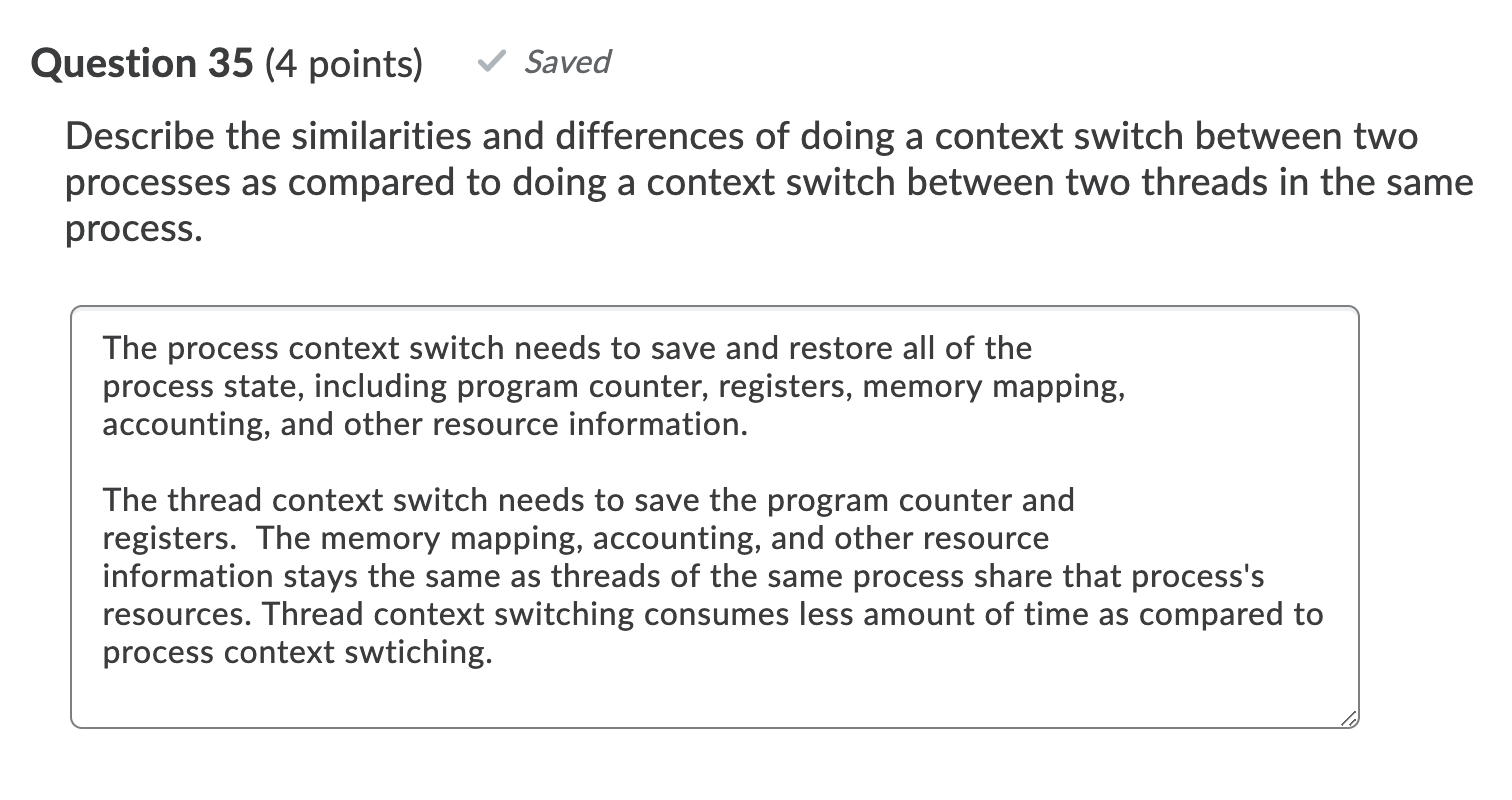 Question 35 (4 points) Saved
Describe the similarities and differences of doing a context switch between two
processes as compared to doing a context switch between two threads in the same
process.
The process context switch needs to save and restore all of the
process state, including program counter, registers, memory mapping,
accounting, and other resource information.
The thread context switch needs to save the program counter and
registers.  The memory mapping, accounting, and other resource
information stays the same as threads of the same process share that process's
resources. Thread context switching consumes less amount of time as compared to
process context swtiching.